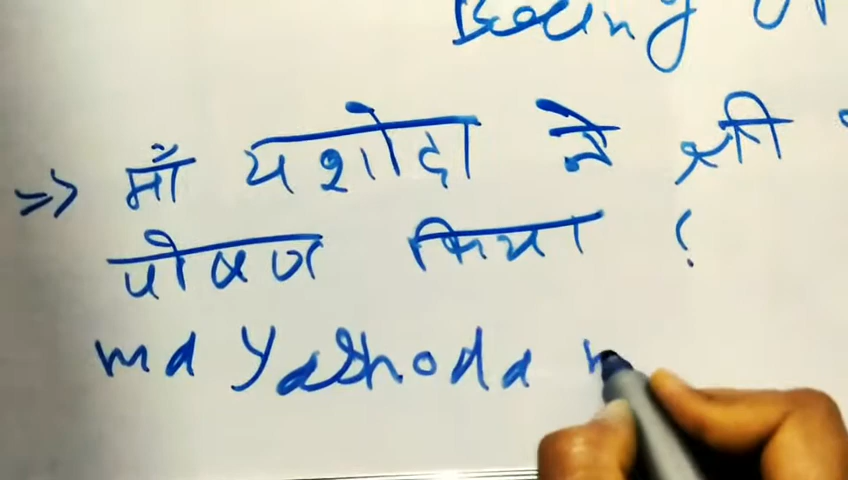 => माँ यशोदा ने श्री
पोषण किया ?
ma Yashoda